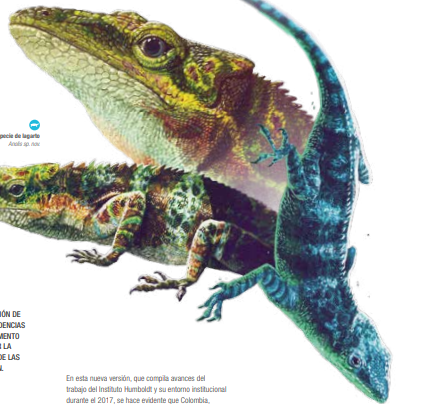 pecie de lagarto
Anolis sp. nov.
IÓN DE
DENCIAS
MENTO
R LA
DE LAS
N.
En esta nueva versión, que compila avances del
trabajo del Instituto Humboldt y su entorno institucional
durante el 2017, se hace evidente que Colombia,